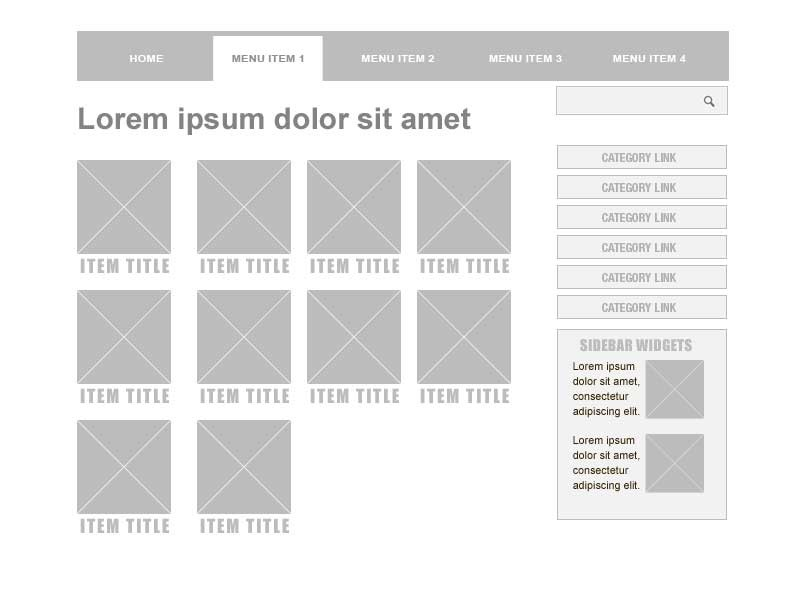 HOME MENU ITEM 1 MENU ITEM 2 MENU ITEM 3 MENU ITEM 4
Lorem ipsum dolor sit amet
ITEM TITLE ITEM TITLE ITEM TITLE ITEM TITLE
ITEM TITLE ITEM TITLE ITEM TITLE ITEM TITLE
ITEM TITLE ITEM TITLE
CATEGORY LINK
CATEGORY LINK
CATEGORY LINK
CATEGORY LINK
CATEGORY LINK
CATEGORY LINK
SIDEBAR WIDGETS
Lorem ipsum
dolor sit amet,
consectetur
adipiscing elit.
Lorem ipsum
dolor sit amet,
consectetur
adipiscing elit.